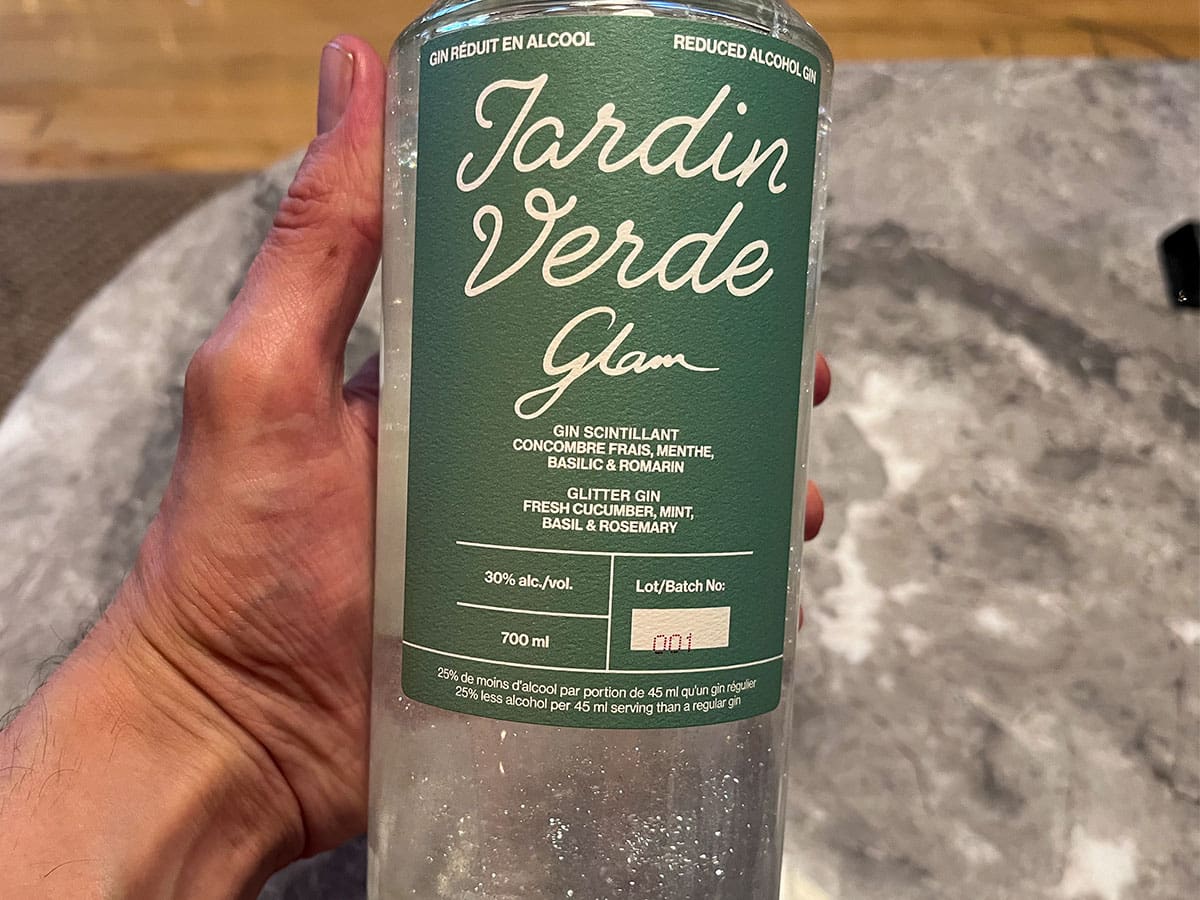 GIN RÉDUIT EN ALCOOL
REDUCED ALCOHOL GIN
Jardin
Verde
Glam
GIN SCINTILLANT
CONCOMBRE FRAIS, MENTHE,
BASILIC & ROMARIN
GLITTER GIN
FRESH CUCUMBER, MINT,
BASIL & ROSEMARY
30% alc./vol.
700 ml
Lot/Batch No:
001
25% de moins d'alcool par portion de 45 ml qu'un gin régulier
25% less alcohol per 45 ml serving than a regular gin